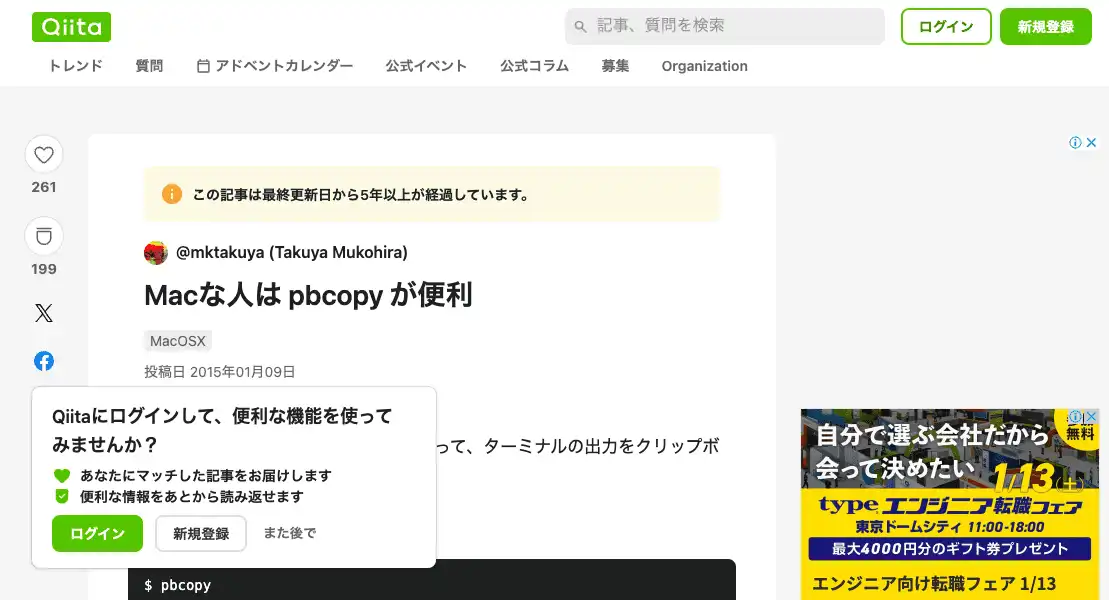 Qiita
記事、質問を検索
ログイン
新規登録
トレンド
質問
アドベントカレンダー
公式イベント
公式コラム
募集
Organization
261
199
この記事は最終更新日から5年以上が経過しています。
@mktakuya (Takuya Mukohira)
Macな人は pbcopy が便利
MacOSX
投稿日 2015年01月09日
って、ターミナルの出力をクリップボ
Qiitaにログインして、便利な機能を使って
みませんか？
あなたにマッチした記事をお届けします
便利な情報をあとから読み返せます
ログイン
新規登録
また後で
$ pbcopy
自分で選ぶ会社だから
会って決めたい
無料
1/13(土)
type エンジニア転職フェア
東京ドームシティ 11:00-18:00
最大4000円分のギフト券プレゼント
エンジニア向け転職フェア 1/13